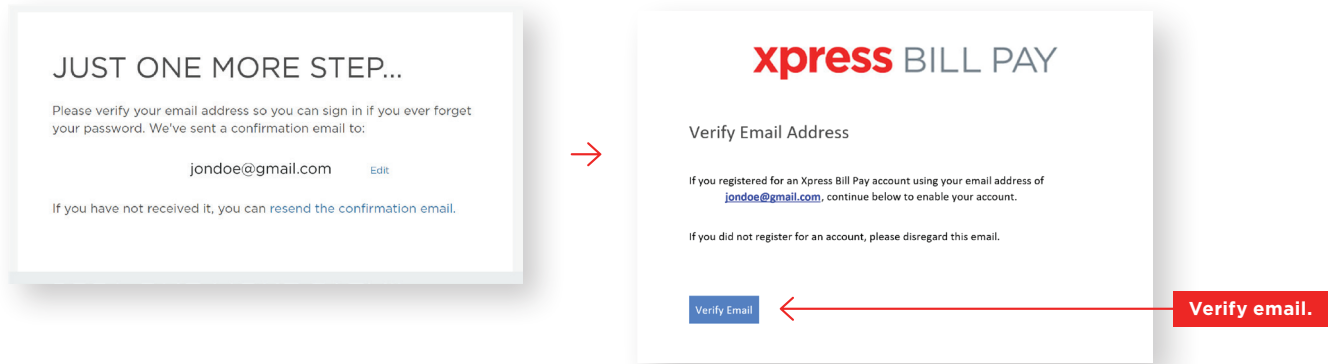 JUST ONE MORE STEP...
Please verify your email address so you can sign in if you ever forget
your password. We've sent a confirmation email to:
jondoe@gmail.com Edit
If you have not received it, you can resend the confirmation email.
xpress BILL PAY
Verify Email Address
If you registered for an Xpress Bill Pay account using your email address of
jondoe@gmail.com, continue below to enable your account.
If you did not register for an account, please disregard this email.
Verify Email
Verify email.